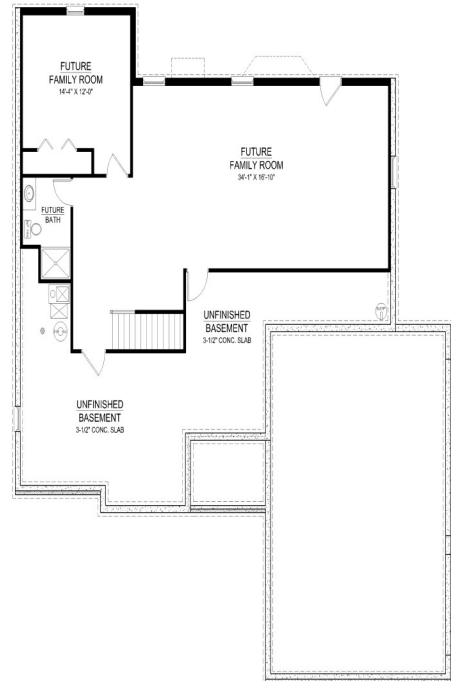 FUTURE
FAMILY ROOM
14'-4" X 12'-0"
FUTURE
FAMILY ROOM
34'-1" X 16'-10"
FUTURE
BATH
UNFINISHED
BASEMENT
3-1/2" CONC. SLAB
UNFINISHED
BASEMENT
3-1/2" CONC. SLAB